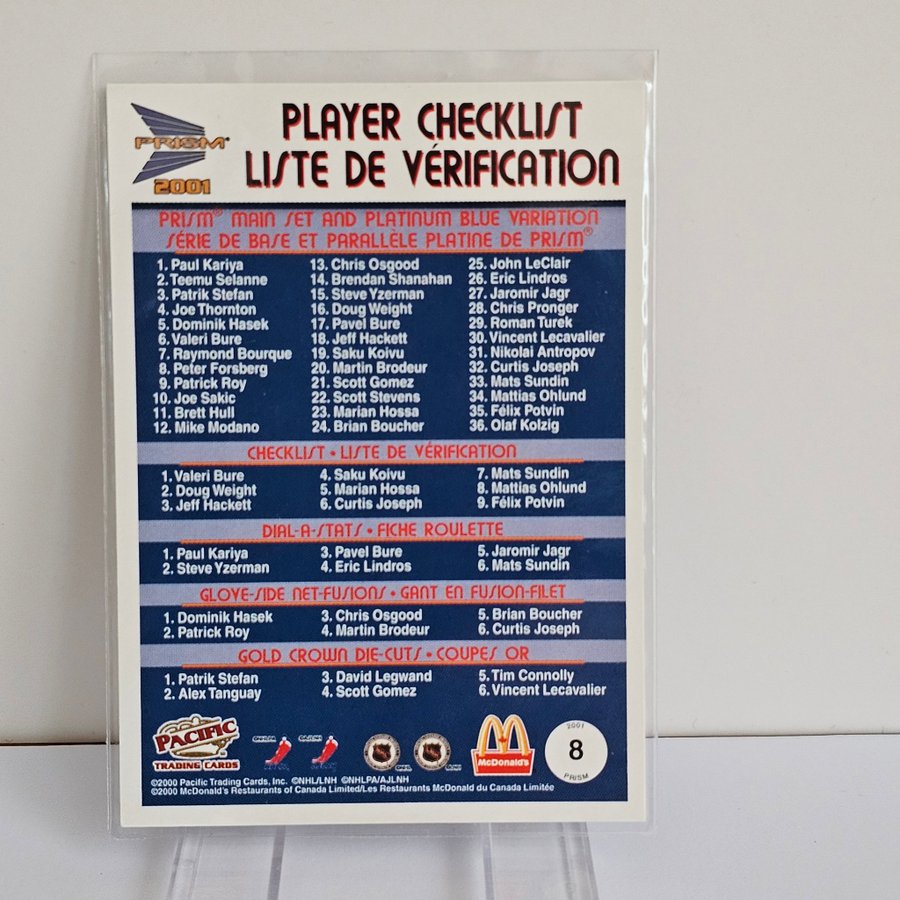 PRISM®
2001
PLAYER CHECKLIST
LISTE DE VÉRIFICATION
PRISM® MAIN SET AND PLATINUM BLUE VARIATION
SÉRIE DE BASE ET PARALLÈLE PLATINE DE PRISM®
1. Paul Kariya
2. Teemu Selanne
3. Patrik Stefan
4. Joe Thornton
5. Dominik Hasek
6. Valeri Bure
7. Raymond Bourque
8. Peter Forsberg
9. Patrick Roy
10. Joe Sakic
11. Brett Hull
12. Mike Modano
13. Chris Osgood
14. Brendan Shanahan
15. Steve Yzerman
16. Doug Weight
17. Pavel Bure
18. Jeff Hackett
19. Saku Koivu
20. Martin Brodeur
21. Scott Gomez
22. Scott Stevens
23. Marian Hossa
24. Brian Boucher
25. John LeClair
26. Eric Lindros
27. Jaromir Jagr
28. Chris Pronger
29. Roman Turek
30. Vincent Lecavalier
31. Nikolai Antropov
32. Curtis Joseph
33. Mats Sundin
34. Mattias Ohlund
35. Félix Potvin
36. Olaf Kolzig
CHECKLIST • LISTE DE VÉRIFICATION
1. Valeri Bure
2. Doug Weight
3. Jeff Hackett
4. Saku Koivu
5. Marian Hossa
6. Curtis Joseph
7. Mats Sundin
8. Mattias Ohlund
9. Félix Potvin
DIAL-A-STATS • FICHE ROULETTE
1. Paul Kariya
2. Steve Yzerman
3. Pavel Bure
4. Eric Lindros
5. Jaromir Jagr
6. Mats Sundin
GLOVE-SIDE NET-FUSIONS • GANT EN FUSION-FILET
1. Dominik Hasek
2. Patrick Roy
3. Chris Osgood
4. Martin Brodeur
5. Brian Boucher
6. Curtis Joseph
GOLD CROWN DIE-CUTS • COUPES OR
1. Patrik Stefan
2. Alex Tanguay
3. David Legwand
4. Scott Gomez
5. Tim Connolly
6. Vincent Lecavalier
PACIFIC
TRADING CARDS
McDonald's
2001
8
PRISM
©2000 Pacific Trading Cards, Inc. ©NHL/LNH ©NHLPA/AJLNH
©2000 McDonald's Restaurants of Canada Limited/Les Restaurants McDonald du Canada Limitée